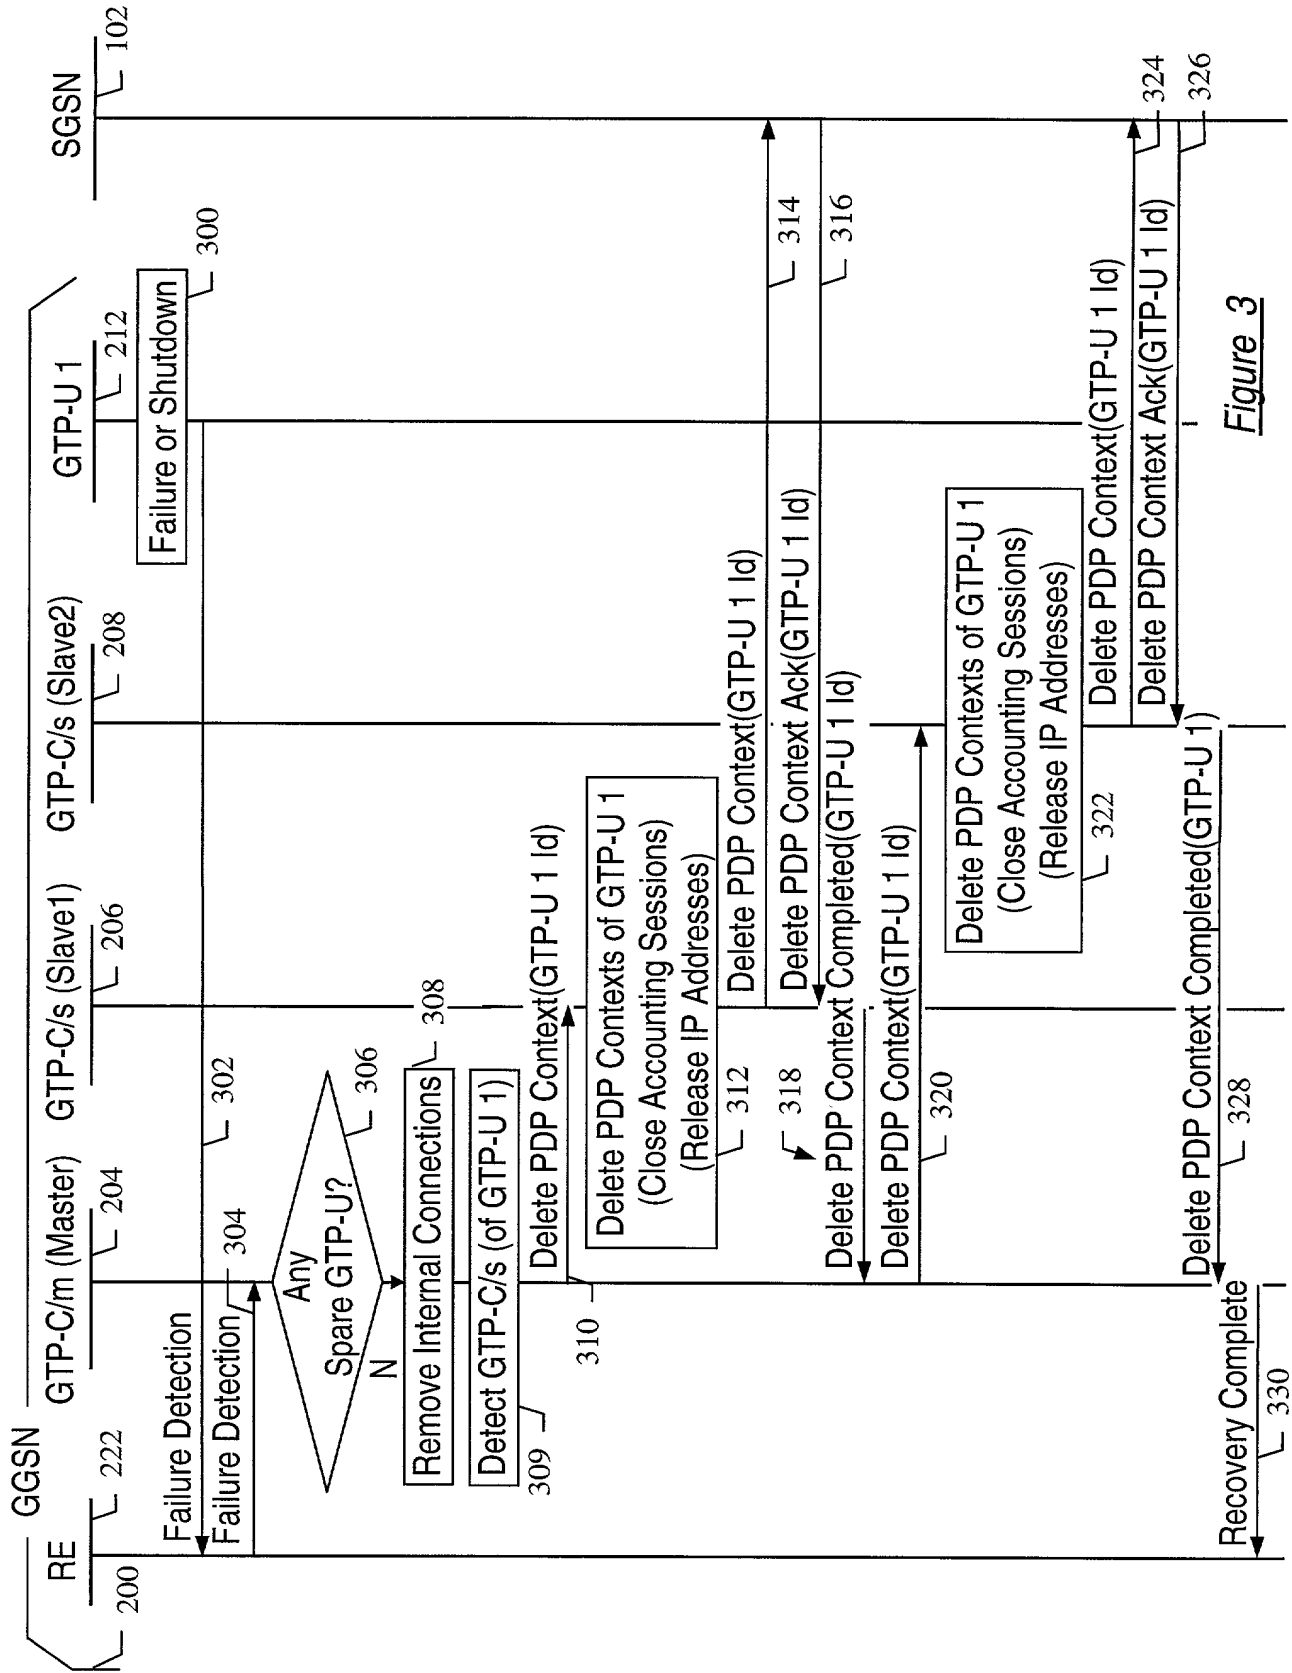 GGSN
200
RE
222
GTP-C/m (Master)
204
GTP-C/s (Slave1)
206
GTP-C/s (Slave2)
208
GTP-U 1
212
SGSN
102
Failure or Shutdown
300
Failure Detection
302
Failure Detection
304
Any
Spare GTP-U?
306
N
Remove Internal Connections
308
Detect GTP-C/s (of GTP-U 1)
309
Delete PDP Context(GTP-U 1 Id)
310
Delete PDP Contexts of GTP-U 1
(Close Accounting Sessions)
(Release IP Addresses)
312
Delete PDP Context(GTP-U 1 Id)
314
Delete PDP Context Ack(GTP-U 1 Id)
316
318
Delete PDP Context Completed(GTP-U 1 Id)
Delete PDP Context(GTP-U 1 Id)
320
Delete PDP Contexts of GTP-U 1
(Close Accounting Sessions)
(Release IP Addresses)
322
Delete PDP Context(GTP-U 1 Id)
324
Delete PDP Context Ack(GTP-U 1 Id)
326
Delete PDP Context Completed(GTP-U 1)
328
Recovery Complete
330
Figure 3